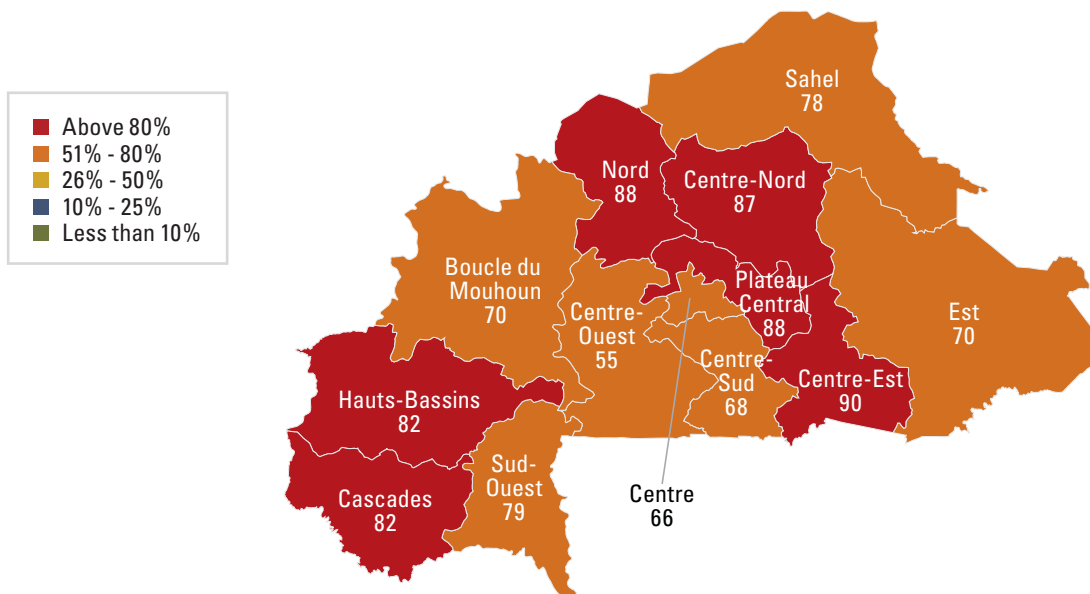 Above 80%
51% - 80%
26% - 50%
10% - 25%
Less than 10%
Sahel
78
Nord
88
Centre-Nord
87
Boucle du
Mouhoun
70
Centre-
Ouest
55
Plateau
Central
88
Est
70
Centre-
Sud
68
Centre-Est
90
Hauts-Bassins
82
Sud-
Ouest
79
Cascades
82
Centre
66